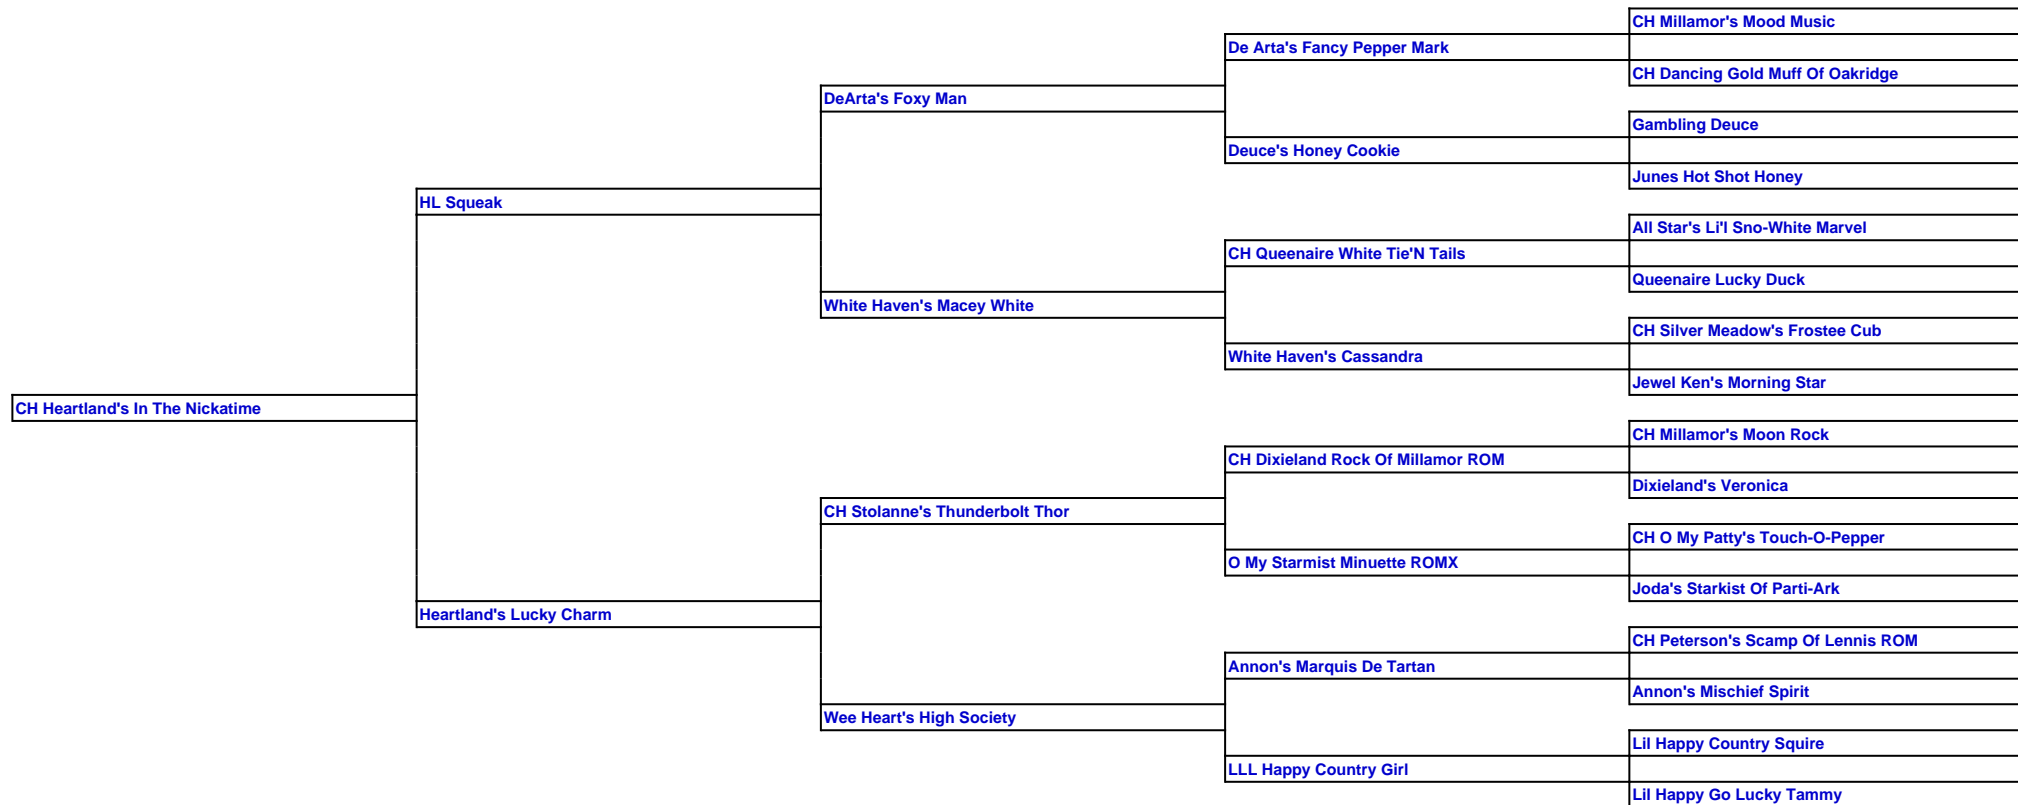 CH Millamor's Mood Music
De Arta's Fancy Pepper Mark
CH Dancing Gold Muff Of Oakridge
DeArta's Foxy Man
Gambling Deuce
Deuce's Honey Cookie
Junes Hot Shot Honey
HL Squeak
All Star's Li'l Sno-White Marvel
CH Queenaire White Tie'N Tails
Queenaire Lucky Duck
White Haven's Macey White
CH Silver Meadow's Frostee Cub
White Haven's Cassandra
Jewel Ken's Morning Star
CH Heartland's In The Nickatime
CH Millamor's Moon Rock
CH Dixieland Rock Of Millamor ROM
Dixieland's Veronica
CH Stolanne's Thunderbolt Thor
CH O My Patty's Touch-O-Pepper
O My Starmist Minuette ROMX
Joda's Starkist Of Parti-Ark
Heartland's Lucky Charm
CH Peterson's Scamp Of Lennis ROM
Annon's Marquis De Tartan
Annon's Mischief Spirit
Wee Heart's High Society
Lil Happy Country Squire
LLL Happy Country Girl
Lil Happy Go Lucky Tammy